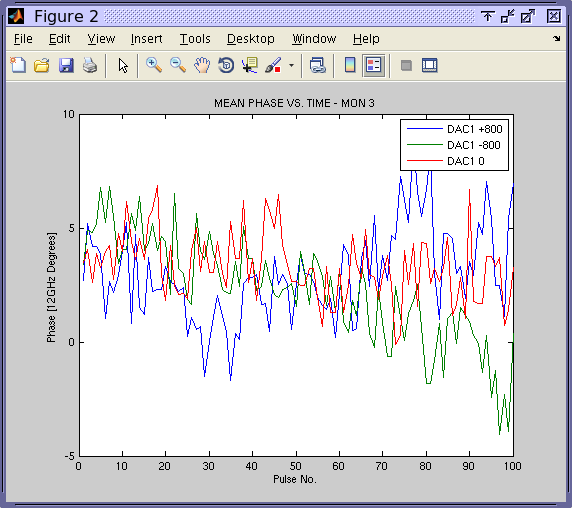 Figure 2
File Edit View Insert Tools Desktop Window Help
MEAN PHASE VS. TIME - MON 3
DAC1 +800
DAC1 -800
DAC1 0
Phase [12GHz Degrees]
10
5
0
-5
0 10 20 30 40 50 60 70 80 90 100
Pulse No.